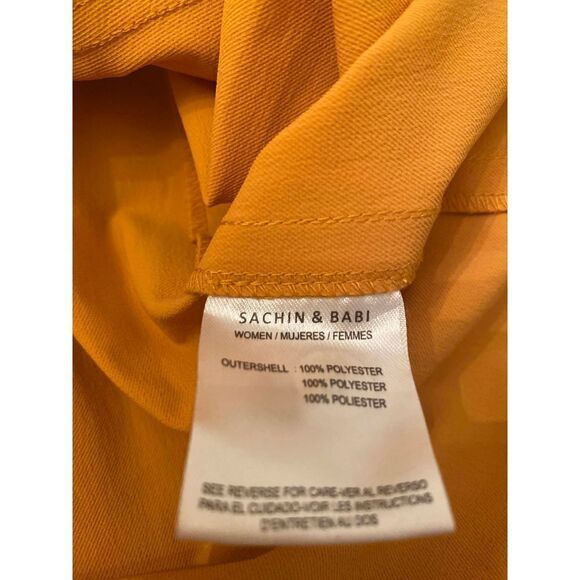 SACHIN & BABI
WOMEN / MUJERES / FEMMES
OUTERSHELL : 100% POLYESTER
100% POLYESTER
100% POLIESTER
SEE REVERSE FOR CARE-VER AL REVERSO
PARA EL CUIDADO-VOIR LES INSTRUCTIONS
D'ENTRETIEN AU DOS